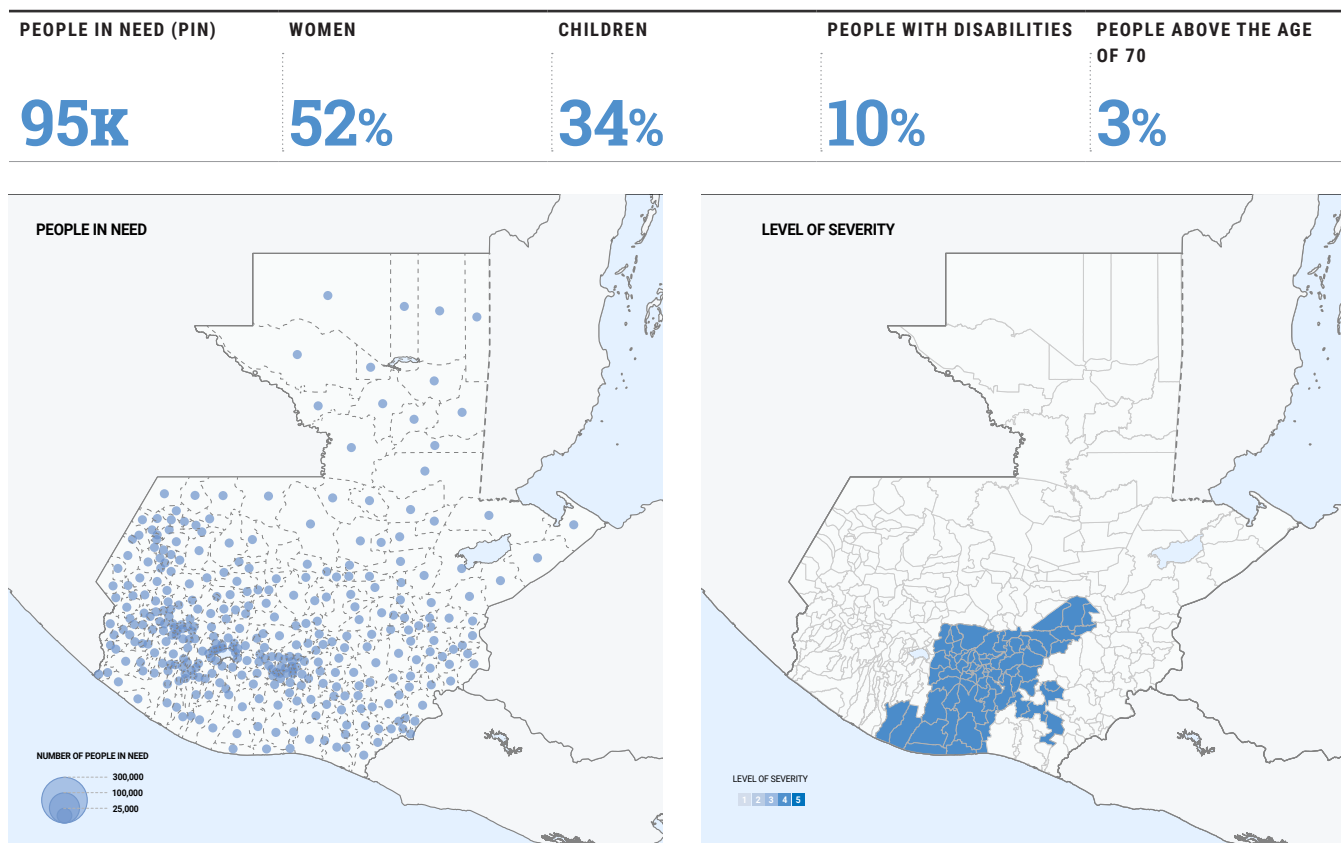 PEOPLE IN NEED (PIN)
WOMEN
CHILDREN
PEOPLE WITH DISABILITIES
PEOPLE ABOVE THE AGE
OF 70
95K
52%
34%
10%
3%
PEOPLE IN NEED
NUMBER OF PEOPLE IN NEED
300,000
100,000
25,000
LEVEL OF SEVERITY
LEVEL OF SEVERITY
1 2 3 4 5